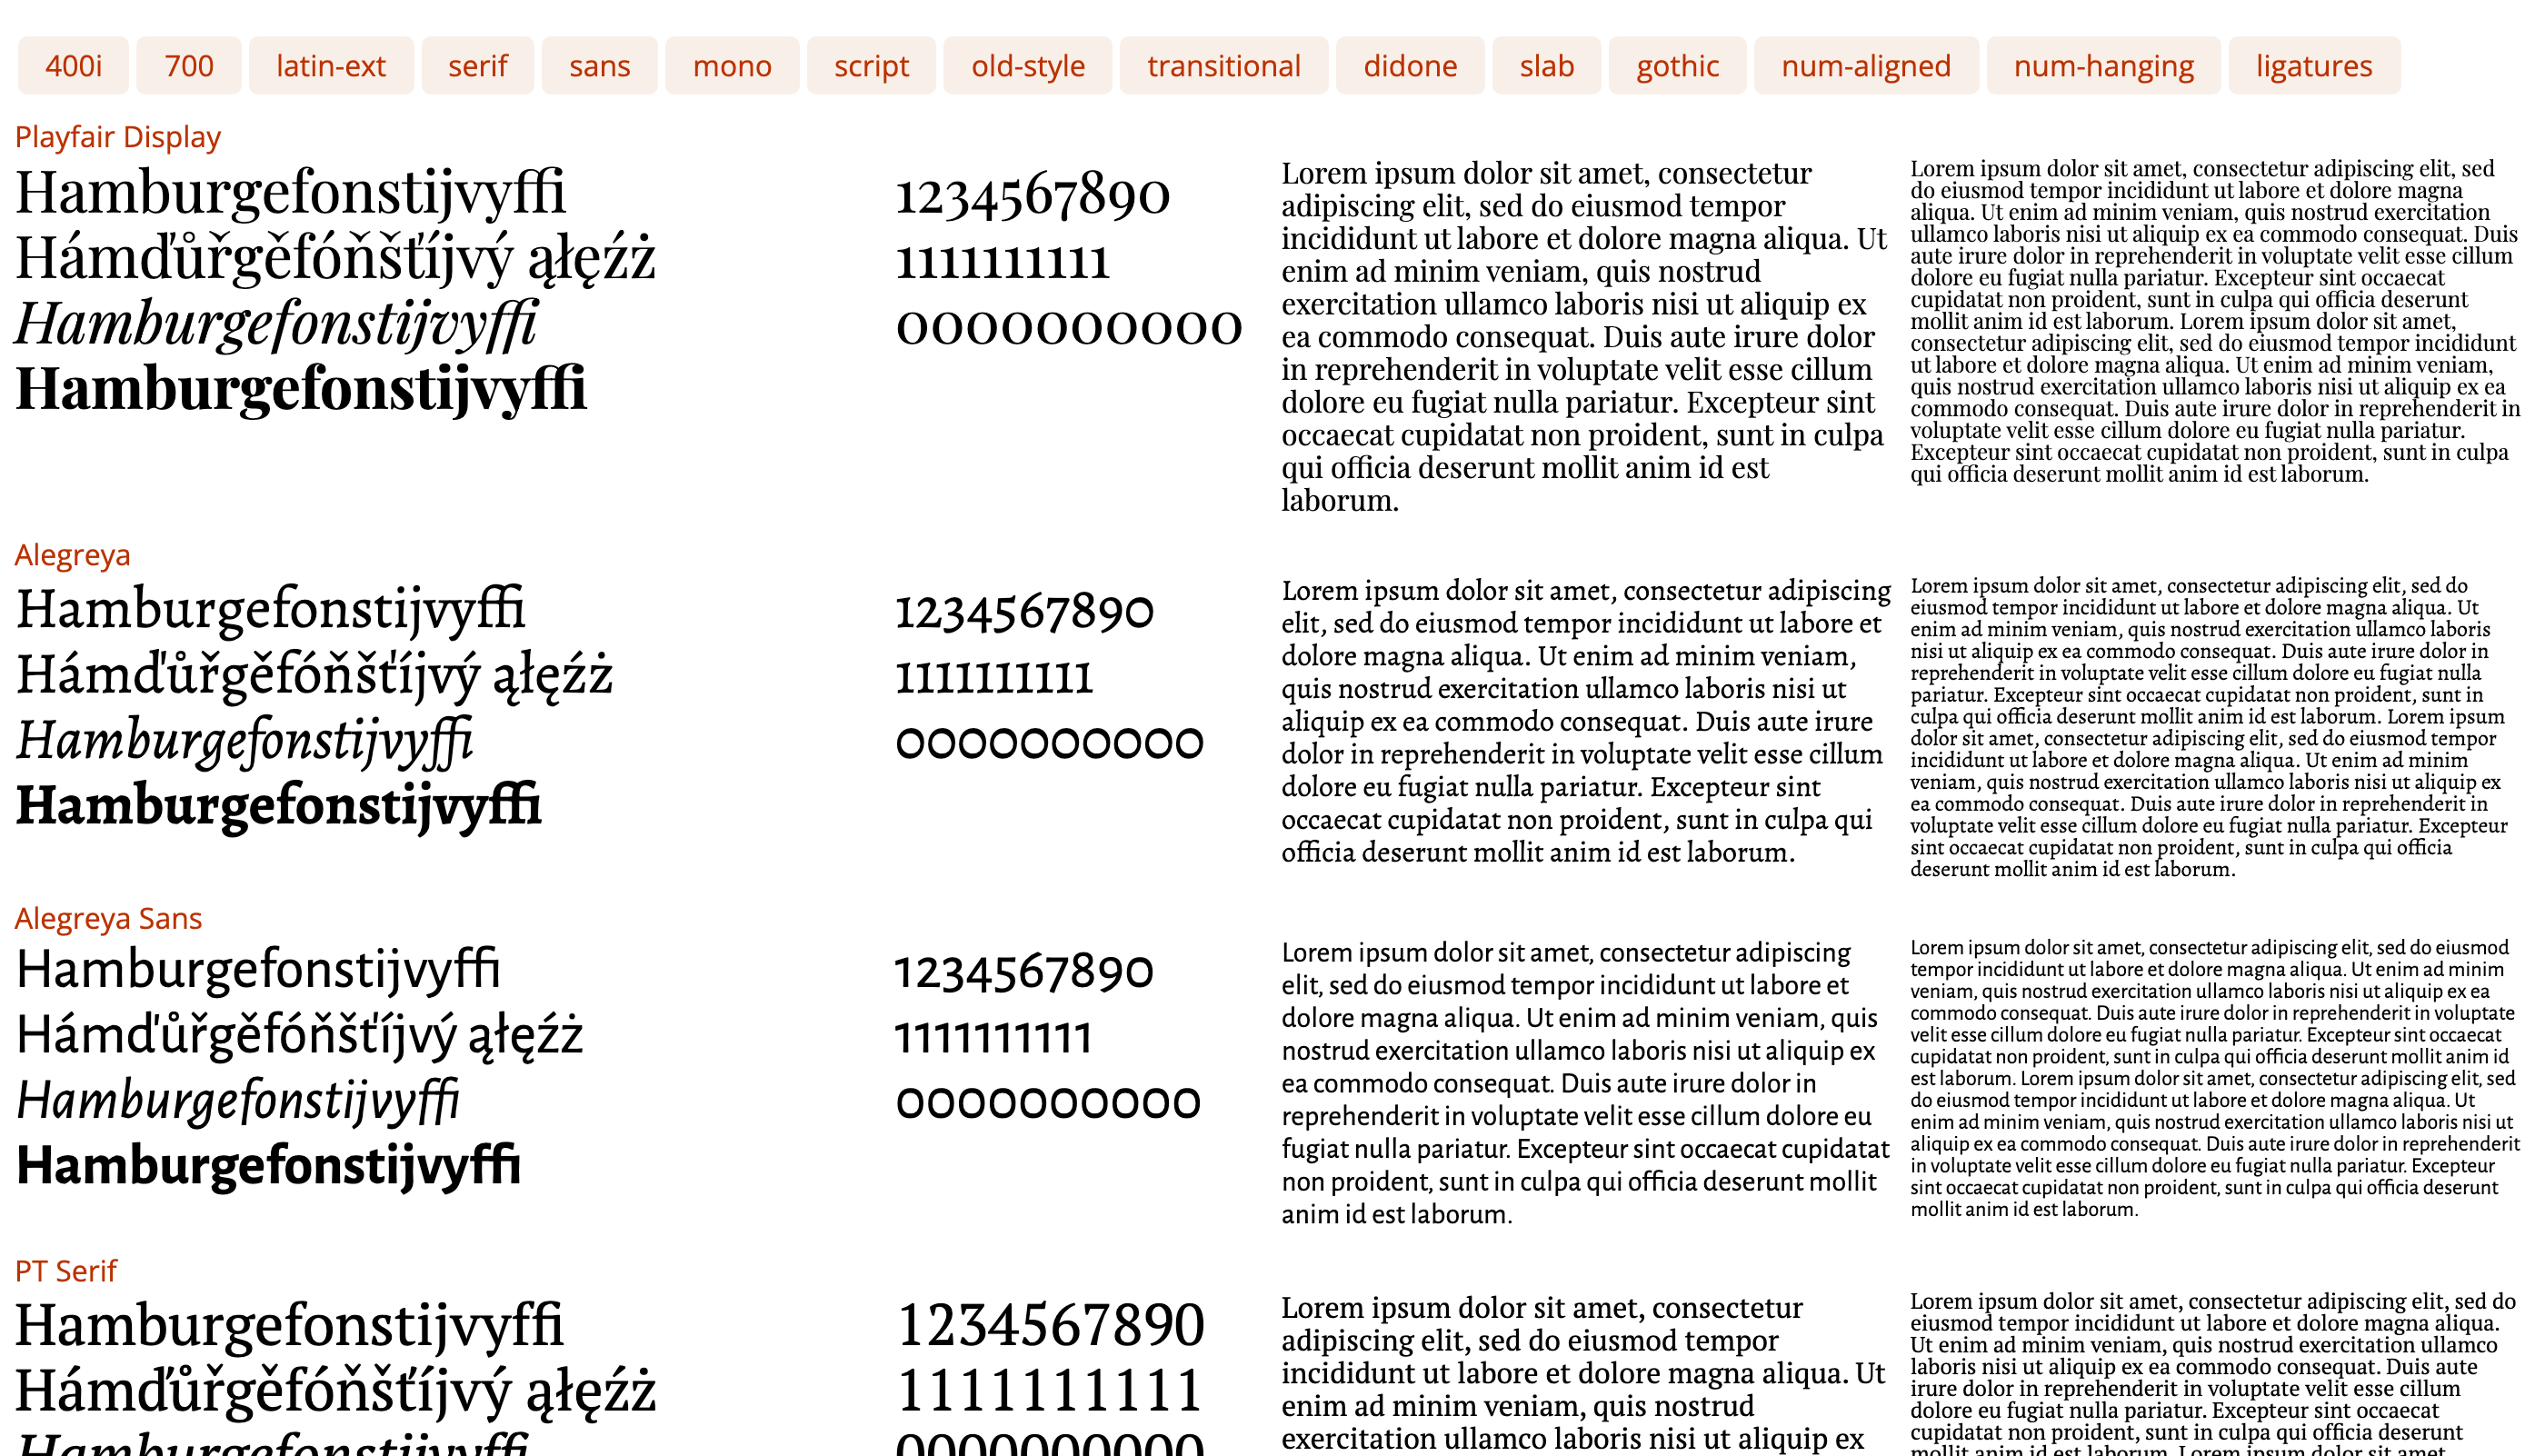 400i 700 latin-ext serif sans mono script old-style transitional didone slab gothic num-aligned num-hanging ligatures
Playfair Display
Hamburgefonstijvyffi
Hámďůřgěfóňšťíjvý ąłęźż
Hamburgefonstijvyffi
Hamburgefonstijvyffi
1234567890
1111111111
0000000000
Lorem ipsum dolor sit amet, consectetur
adipiscing elit, sed do eiusmod tempor
incididunt ut labore et dolore magna aliqua. Ut
enim ad minim veniam, quis nostrud
exercitation ullamco laboris nisi ut aliquip ex
ea commodo consequat. Duis aute irure dolor
in reprehenderit in voluptate velit esse cillum
dolore eu fugiat nulla pariatur. Excepteur sint
occaecat cupidatat non proident, sunt in culpa
qui officia deserunt mollit anim id est
laborum.
Lorem ipsum dolor sit amet, consectetur adipiscing elit, sed
do eiusmod tempor incididunt ut labore et dolore magna
aliqua. Ut enim ad minim veniam, quis nostrud exercitation
ullamco laboris nisi ut aliquip ex ea commodo consequat. Duis
aute irure dolor in reprehenderit in voluptate velit esse cillum
dolore eu fugiat nulla pariatur. Excepteur sint occaecat
cupidatat non proident, sunt in culpa qui officia deserunt
mollit anim id est laborum. Lorem ipsum dolor sit amet,
consectetur adipiscing elit, sed do eiusmod tempor incididunt
ut labore et dolore magna aliqua. Ut enim ad minim veniam,
quis nostrud exercitation ullamco laboris nisi ut aliquip ex ea
commodo consequat. Duis aute irure dolor in reprehenderit in
voluptate velit esse cillum dolore eu fugiat nulla pariatur.
Excepteur sint occaecat cupidatat non proident, sunt in culpa
qui officia deserunt mollit anim id est laborum.
Alegreya
Hamburgefonstijvyffi
Hámďůřgěfóňšťíjvý ąłęźż
Hamburgefonstijvyffi
Hamburgefonstijvyffi
1234567890
1111111111
0000000000
Lorem ipsum dolor sit amet, consectetur adipiscing
elit, sed do eiusmod tempor incididunt ut labore et
dolore magna aliqua. Ut enim ad minim veniam,
quis nostrud exercitation ullamco laboris nisi ut
aliquip ex ea commodo consequat. Duis aute irure
dolor in reprehenderit in voluptate velit esse cillum
dolore eu fugiat nulla pariatur. Excepteur sint
occaecat cupidatat non proident, sunt in culpa qui
officia deserunt mollit anim id est laborum.
Lorem ipsum dolor sit amet, consectetur adipiscing elit, sed do
eiusmod tempor incididunt ut labore et dolore magna aliqua. Ut
enim ad minim veniam, quis nostrud exercitation ullamco laboris
nisi ut aliquip ex ea commodo consequat. Duis aute irure dolor in
reprehenderit in voluptate velit esse cillum dolore eu fugiat nulla
pariatur. Excepteur sint occaecat cupidatat non proident, sunt in
culpa qui officia deserunt mollit anim id est laborum. Lorem ipsum
dolor sit amet, consectetur adipiscing elit, sed do eiusmod tempor
incididunt ut labore et dolore magna aliqua. Ut enim ad minim
veniam, quis nostrud exercitation ullamco laboris nisi ut aliquip ex
ea commodo consequat. Duis aute irure dolor in reprehenderit in
voluptate velit esse cillum dolore eu fugiat nulla pariatur. Excepteur
sint occaecat cupidatat non proident, sunt in culpa qui officia
deserunt mollit anim id est laborum.
Alegreya Sans
Hamburgefonstijvyffi
Hámďůřgěfóňšťíjvý ąłęźż
Hamburgefonstijvyffi
Hamburgefonstijvyffi
1234567890
1111111111
0000000000
Lorem ipsum dolor sit amet, consectetur adipiscing
elit, sed do eiusmod tempor incididunt ut labore et
dolore magna aliqua. Ut enim ad minim veniam, quis
nostrud exercitation ullamco laboris nisi ut aliquip ex
ea commodo consequat. Duis aute irure dolor in
reprehenderit in voluptate velit esse cillum dolore eu
fugiat nulla pariatur. Excepteur sint occaecat cupidatat
non proident, sunt in culpa qui officia deserunt mollit
anim id est laborum.
Lorem ipsum dolor sit amet, consectetur adipiscing elit, sed do eiusmod
tempor incididunt ut labore et dolore magna aliqua. Ut enim ad minim
veniam, quis nostrud exercitation ullamco laboris nisi ut aliquip ex ea
commodo consequat. Duis aute irure dolor in reprehenderit in voluptate
velit esse cillum dolore eu fugiat nulla pariatur. Excepteur sint occaecat
cupidatat non proident, sunt in culpa qui officia deserunt mollit anim id
est laborum. Lorem ipsum dolor sit amet, consectetur adipiscing elit, sed
do eiusmod tempor incididunt ut labore et dolore magna aliqua. Ut
enim ad minim veniam, quis nostrud exercitation ullamco laboris nisi ut
aliquip ex ea commodo consequat. Duis aute irure dolor in reprehenderit
in voluptate velit esse cillum dolore eu fugiat nulla pariatur. Excepteur
sint occaecat cupidatat non proident, sunt in culpa qui officia deserunt
mollit anim id est laborum.
PT Serif
Hamburgefonstijvyffi
Hámďůřgěfóňšťíjvý ąłęźż
Hamburgefonstijvyffi
1234567890
1111111111
0000000000
Lorem ipsum dolor sit amet, consectetur
adipiscing elit, sed do eiusmod tempor
incididunt ut labore et dolore magna aliqua. Ut
enim ad minim veniam, quis nostrud
exercitation ullamco laboris nisi ut aliquip ex
Lorem ipsum dolor sit amet, consectetur adipiscing elit, sed do
eiusmod tempor incididunt ut labore et dolore magna aliqua.
Ut enim ad minim veniam, quis nostrud exercitation ullamco
laboris nisi ut aliquip ex ea commodo consequat. Duis aute
irure dolor in reprehenderit in voluptate velit esse cillum
dolore eu fugiat nulla pariatur. Excepteur sint occaecat
cupidatat non proident, sunt in culpa qui officia deserunt
mollit anim id est laborum. Lorem ipsum dolor sit amet